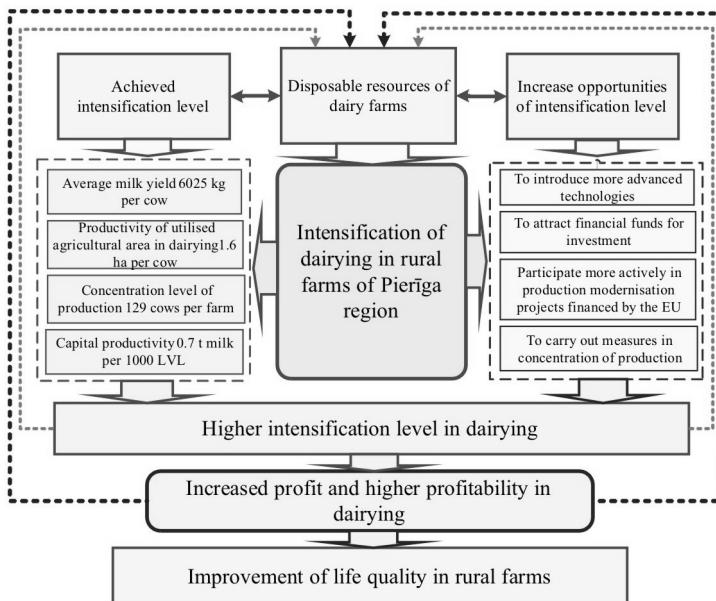 Achieved
intensification level
Disposable resources of
dairy farms
Increase opportunities
of intensification level
Average milk yield 6025 kg
per cow
Productivity of utilised
agricultural area in dairying1.6
ha per cow
Concentration level of
production 129 cows per farm
Capital productivity 0.7 t milk
per 1000 LVL
Intensification of
dairying in rural
farms of Pierīga
region
To introduce more advanced
technologies
To attract financial funds for
investment
Participate more actively in
production modernisation
projects financed by the EU
To carry out measures in
concentration of production
Higher intensification level in dairying
Increased profit and higher profitability in
dairying
Improvement of life quality in rural farms